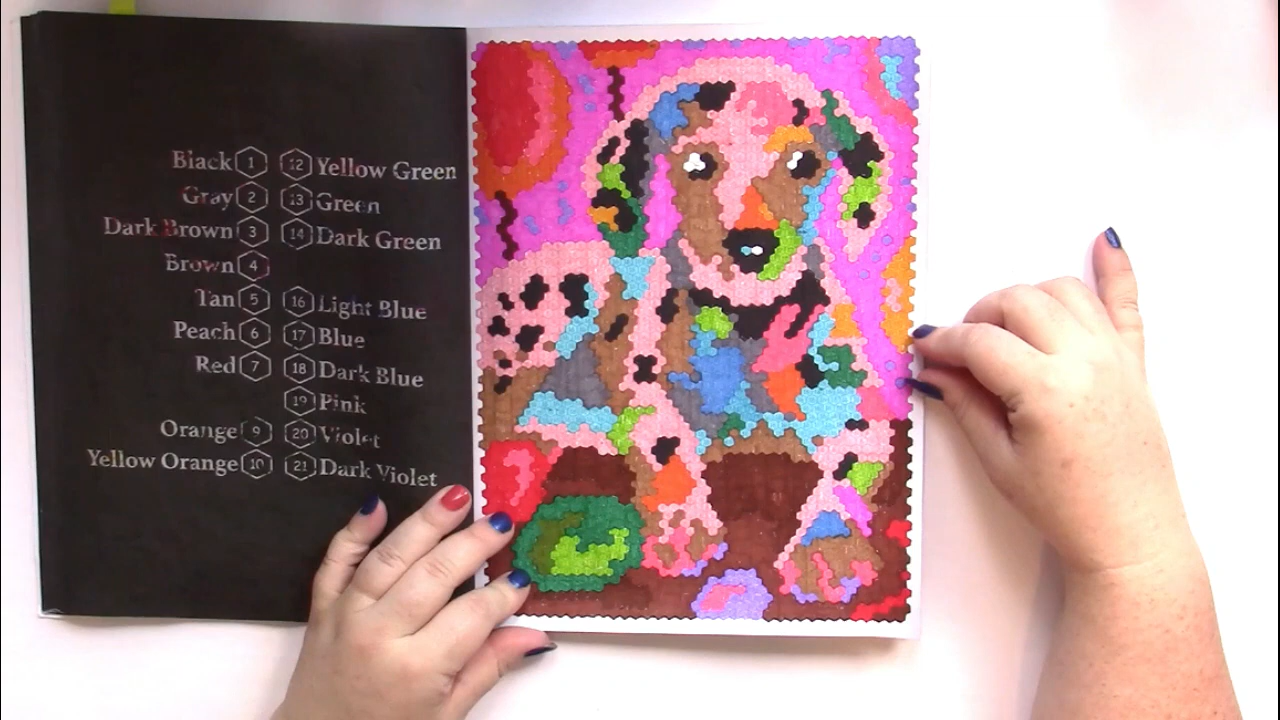 Black 1 12 Yellow Green
Gray 2 13 Green
Dark Brown 3 14 Dark Green
Brown 4
Tan 5 16 Light Blue
Peach 6 17 Blue
Red 7 18 Dark Blue
19 Pink
Orange 9 20 Violet
Yellow Orange 10 21 Dark Violet